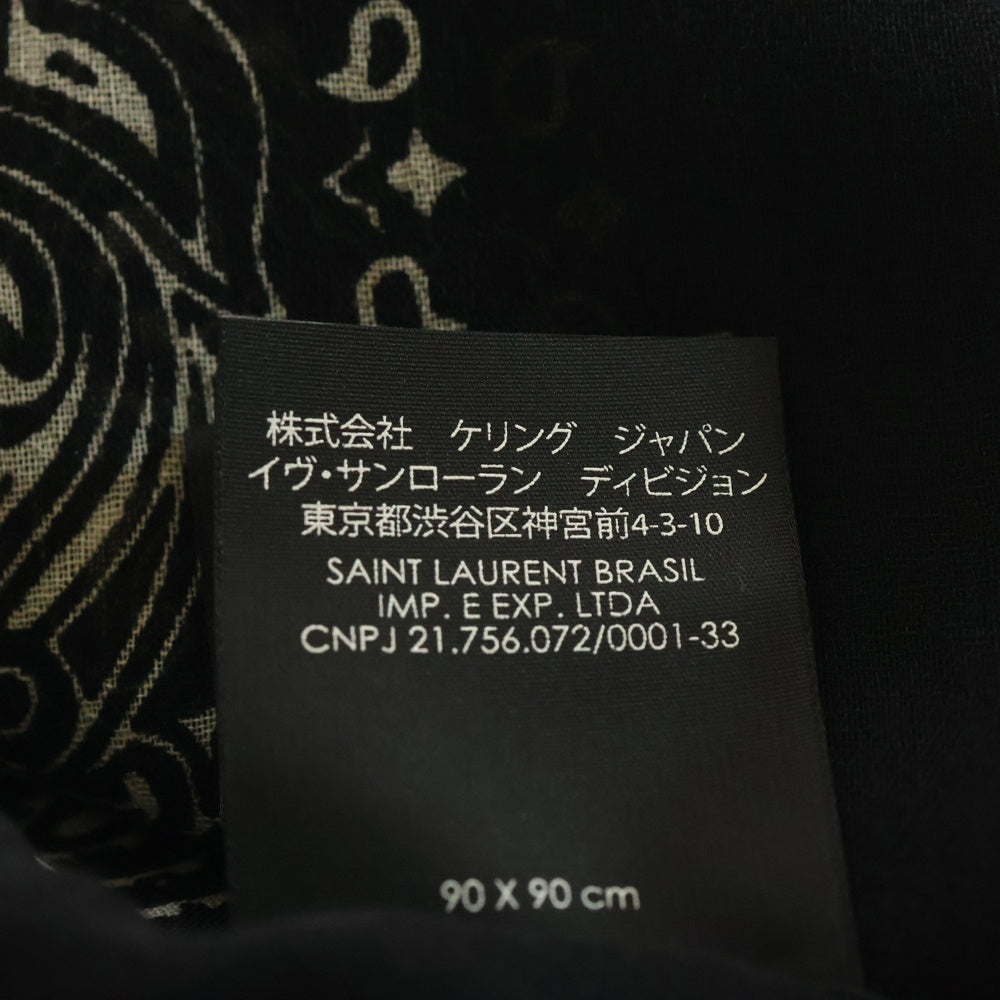 株式会社　ケリング　ジャパン
イヴ・サンローラン　ディビジョン
東京都渋谷区神宮前4-3-10
SAINT LAURENT BRASIL
IMP. E EXP. LTDA
CNPJ 21.756.072/0001-33
90 X 90 cm